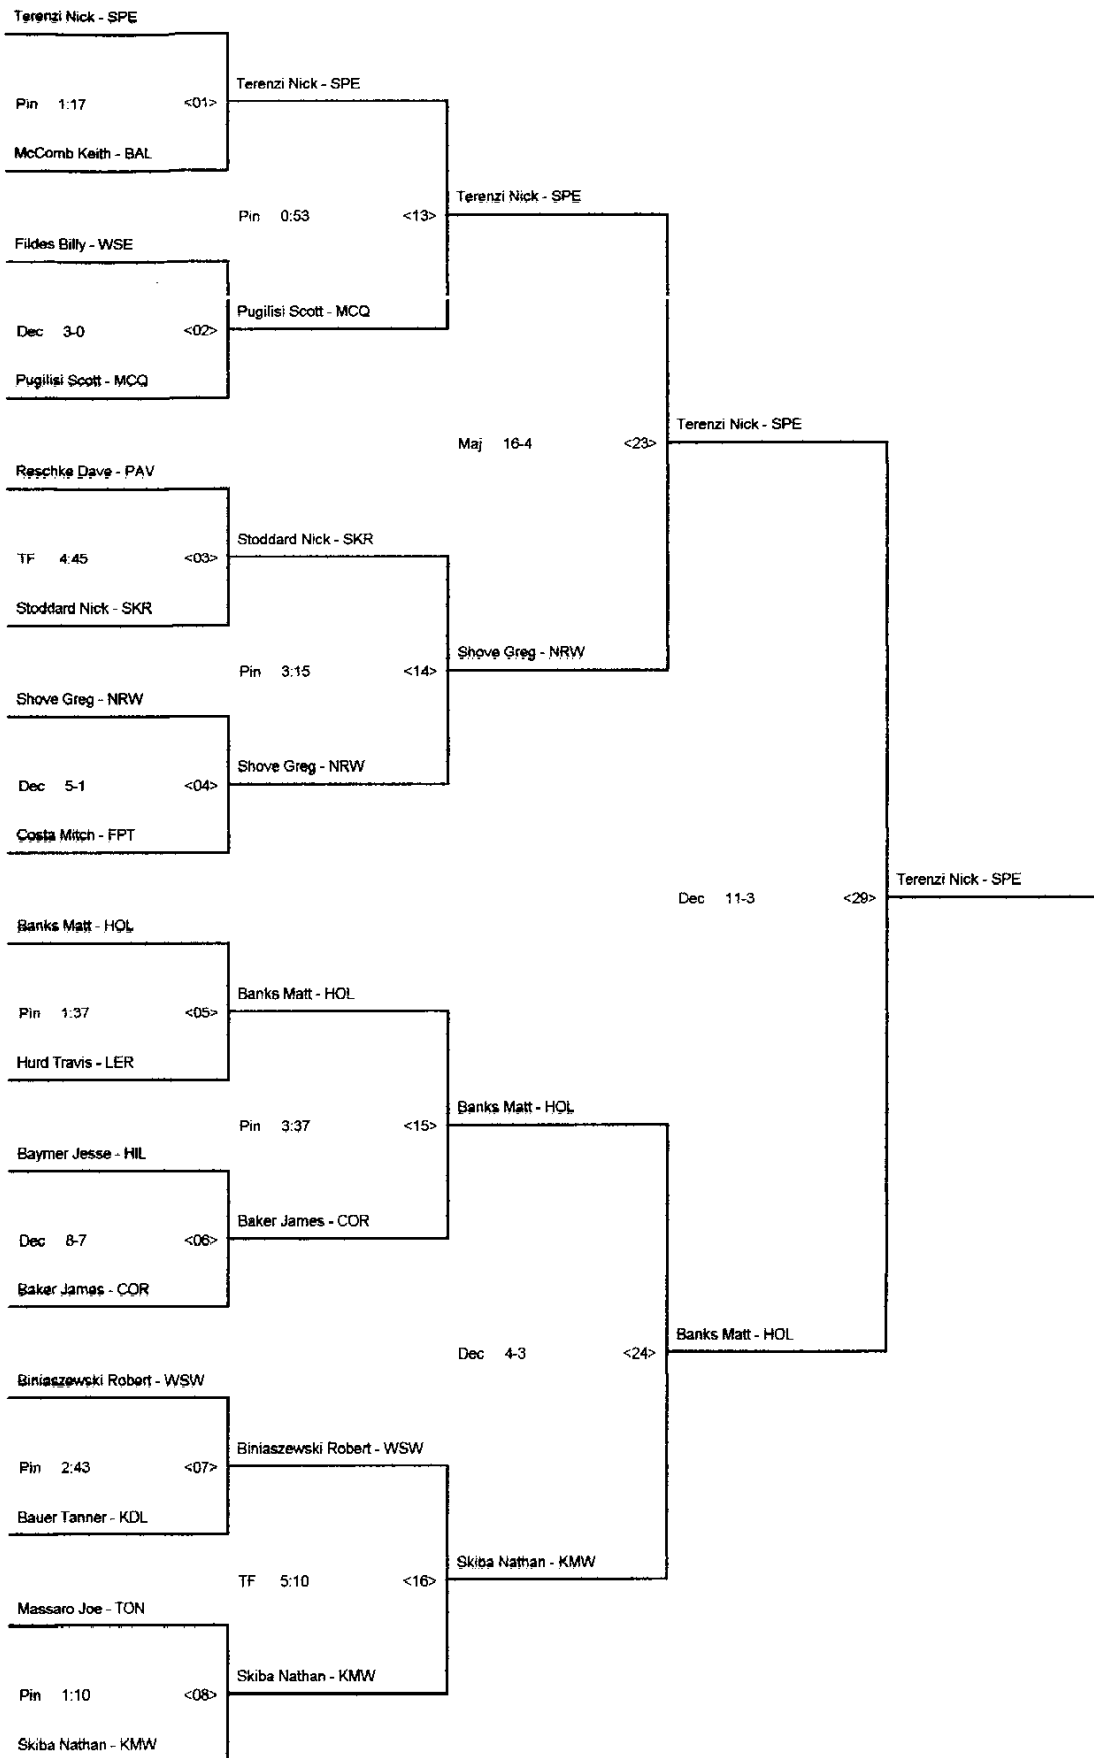 Terenzi Nick - SPE
Terenzi Nick - SPE
Pin 1:17 <01>
McComb Keith - BAL
Terenzi Nick - SPE
Pin 0:53 <13>
Fildes Billy - WSE
Pugilisi Scott - MCQ
Dec 3-0 <02>
Pugilisi Scott - MCQ
Terenzi Nick - SPE
Maj 16-4 <23>
Reschke Dave - PAV
Stoddard Nick - SKR
TF 4:45 <03>
Stoddard Nick - SKR
Shove Greg - NRW
Pin 3:15 <14>
Shove Greg - NRW
Shove Greg - NRW
Dec 5-1 <04>
Costa Mitch - FPT
Terenzi Nick - SPE
Dec 11-3 <29>
Banks Matt - HOL
Banks Matt - HOL
Pin 1:37 <05>
Hurd Travis - LER
Banks Matt - HOL
Pin 3:37 <15>
Baymer Jesse - HIL
Baker James - COR
Dec 8-7 <06>
Baker James - COR
Banks Matt - HOL
Dec 4-3 <24>
Biniaszewski Robert - WSW
Biniaszewski Robert - WSW
Pin 2:43 <07>
Bauer Tanner - KDL
Skiba Nathan - KMW
TF 5:10 <16>
Massaro Joe - TON
Skiba Nathan - KMW
Pin 1:10 <08>
Skiba Nathan - KMW